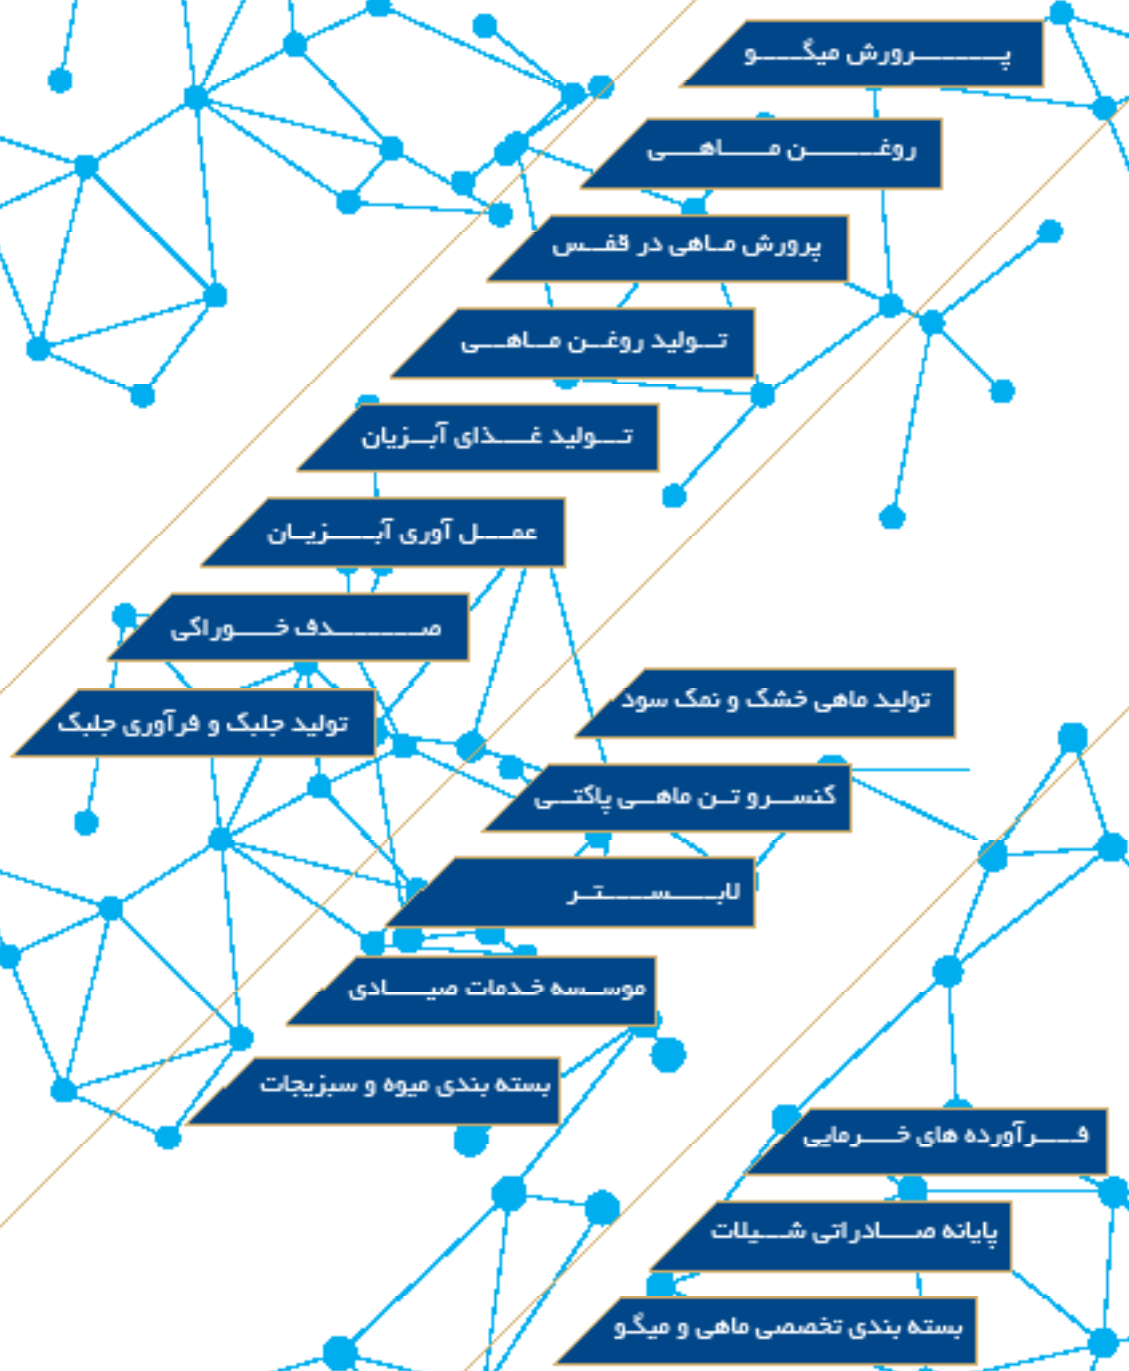 پرورش میگو
روغن ماهی
پرورش ماهی در قفس
تولید روغن ماهی
تولید غذای آبزیان
عمل آوری آبزیان
صدف خوراکی
تولید جلبک و فرآوری جلبک
تولید ماهی خشک و نمک سود
کنسرو تن ماهی پاکتی
لابستر
موسسه خدمات صیادی
بسته بندی میوه و سبزیجات
فرآورده های خرمایی
پایانه صادراتی شیلات
بسته بندی تخصصی ماهی و میگو